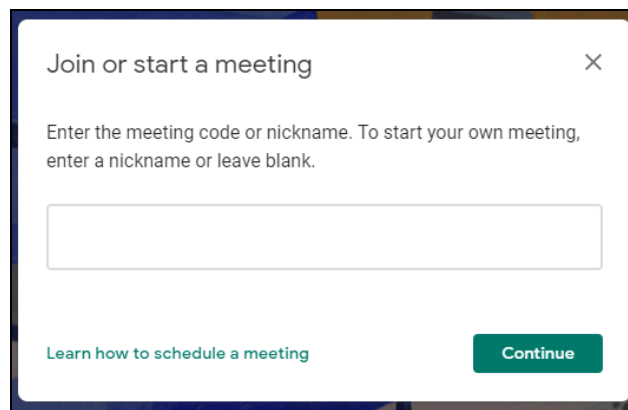 Join or start a meeting
Enter the meeting code or nickname. To start your own meeting,
enter a nickname or leave blank.
Learn how to schedule a meeting
Continue